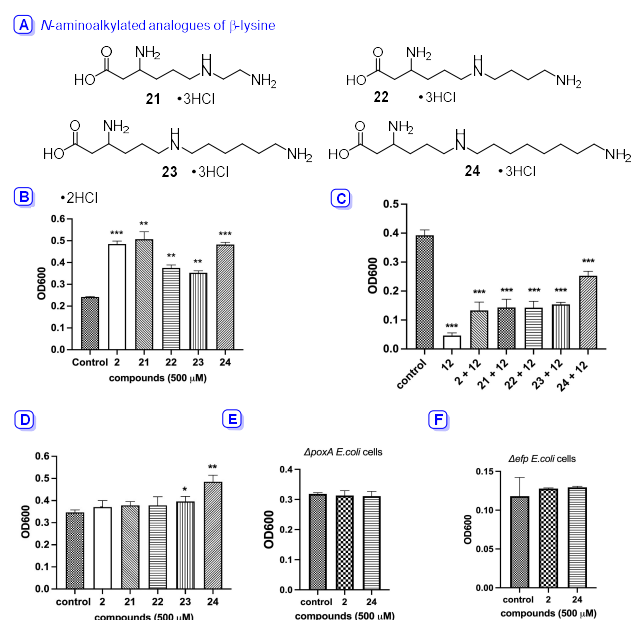 A N-aminoalkylated analogues of β-lysine
O NH2 H
HO N NH2
21 •3HCl
O NH2 H
HO N NH2
22 •3HCl
O NH2 H
HO N NH2
23 •3HCl
O NH2 H
HO N NH2
24 •3HCl
B •2HCl
OD600
0.6
0.5
0.4
0.3
0.2
0.1
0.0
*** ** ** ** ***
Control 2 21 22 23 24
compounds (500 μM)
C
OD600
0.5
0.4
0.3
0.2
0.1
0.0
*** *** *** *** *** ***
control 12 2 + 12 21 + 12 22 + 12 23 + 12 24 + 12
D
OD600
0.6
0.5
0.4
0.3
0.2
0.1
0.0
* **
control 2 21 22 23 24
compounds (500 μM)
E
ΔpoxA E.coli cells
OD600
0.4
0.3
0.2
0.1
0.0
control 2 24
compounds (500 μM)
F
Δefp E.coli cells
OD600
0.15
0.10
0.05
0.00
control 2 24
compounds (500 μM)